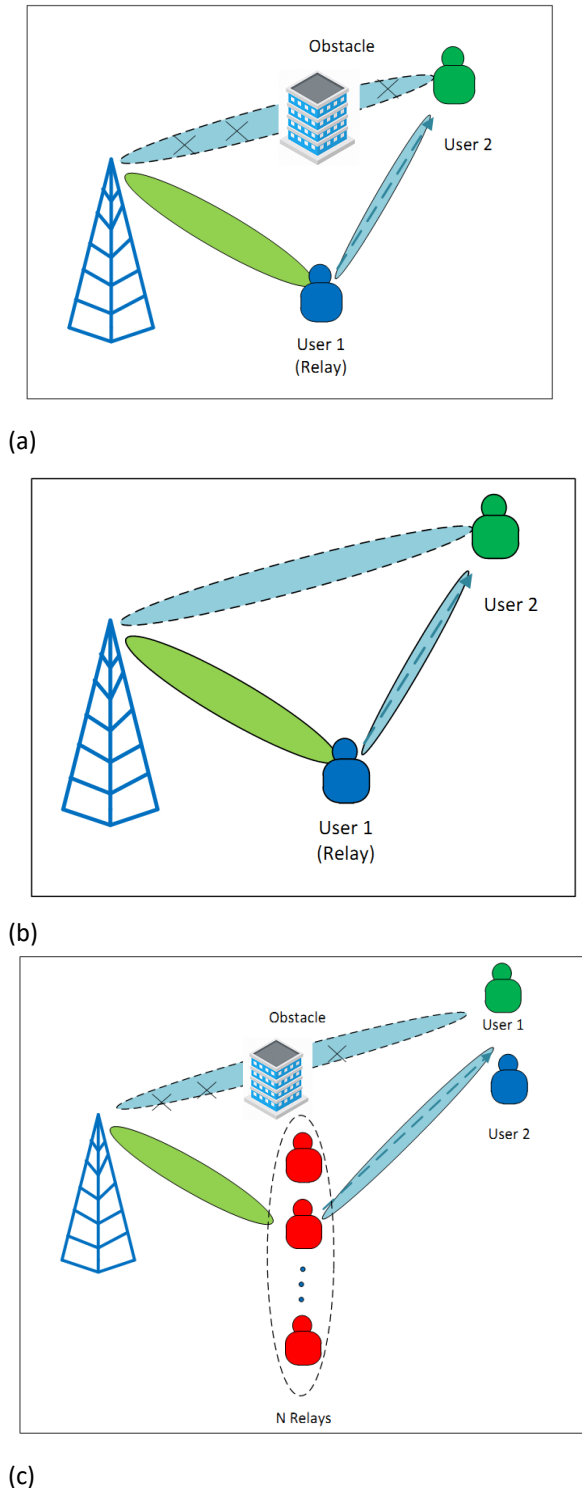 Obstacle
User 2
User 1
(Relay)
(a)
User 2
User 1
(Relay)
(b)
Obstacle
User 1
User 2
N Relays
(c)